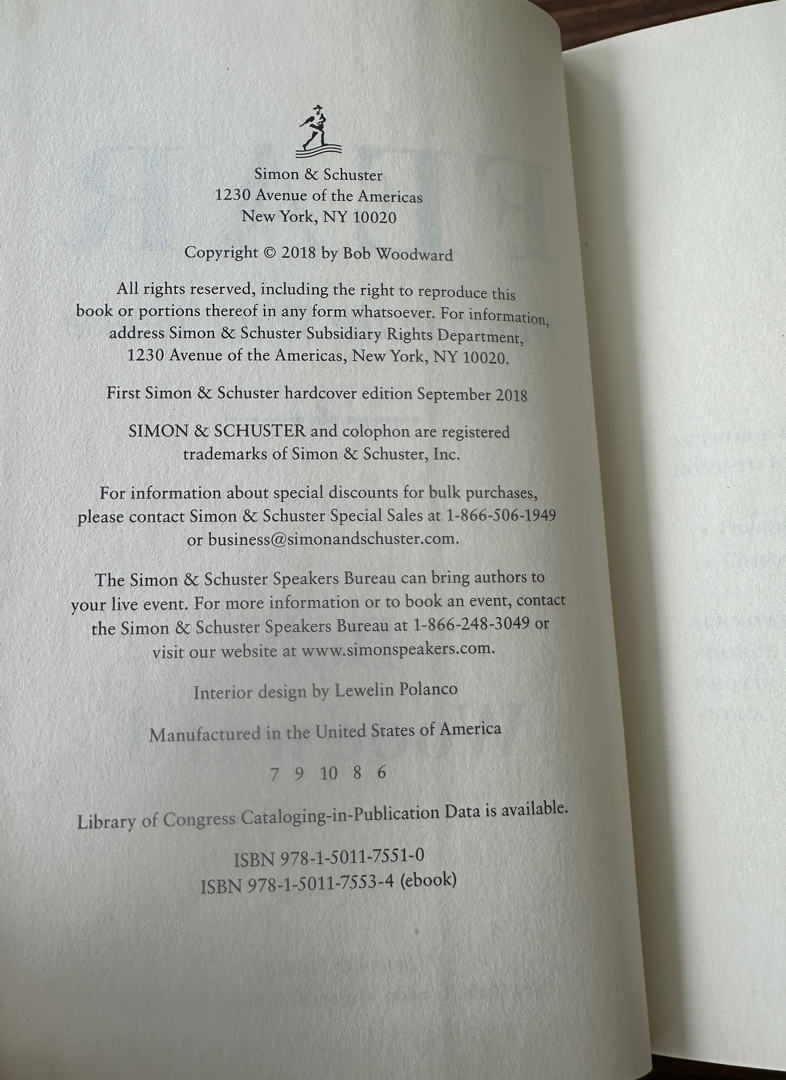 Simon & Schuster
1230 Avenue of the Americas
New York, NY 10020
Copyright © 2018 by Bob Woodward
All rights reserved, including the right to reproduce this
book or portions thereof in any form whatsoever. For information,
address Simon & Schuster Subsidiary Rights Department,
1230 Avenue of the Americas, New York, NY 10020.
First Simon & Schuster hardcover edition September 2018
SIMON & SCHUSTER and colophon are registered
trademarks of Simon & Schuster, Inc.
For information about special discounts for bulk purchases,
please contact Simon & Schuster Special Sales at 1-866-506-1949
or business@simonandschuster.com.
The Simon & Schuster Speakers Bureau can bring authors to
your live event. For more information or to book an event, contact
the Simon & Schuster Speakers Bureau at 1-866-248-3049 or
visit our website at www.simonspeakers.com.
Interior design by Lewelin Polanco
Manufactured in the United States of America
7 9 10 8 6
Library of Congress Cataloging-in-Publication Data is available.
ISBN 978-1-5011-7551-0
ISBN 978-1-5011-7553-4 (ebook)